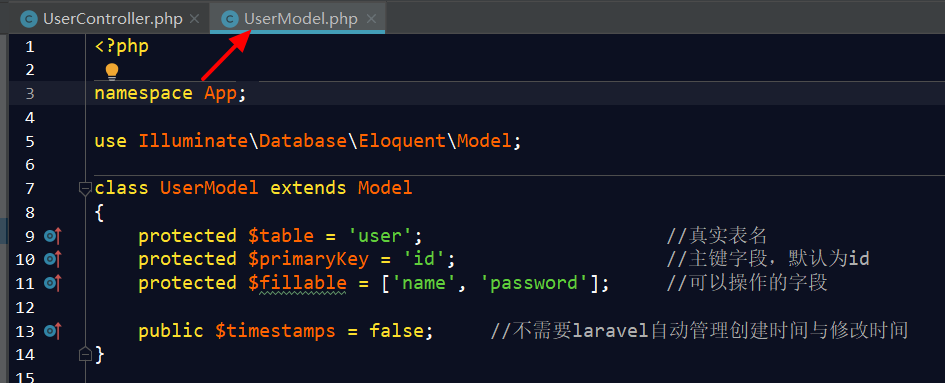 UserController.php UserModel.php
1 <?php
2
3 namespace App;
4
5 use Illuminate\Database\Eloquent\Model;
6
7 class UserModel extends Model
8 {
9 protected $table = 'user'; //真实表名
10 protected $primaryKey = 'id'; //主键字段，默认为id
11 protected $fillable = ['name', 'password']; //可以操作的字段
12
13 public $timestamps = false; //不需要laravel自动管理创建时间与修改时间
14 }
15